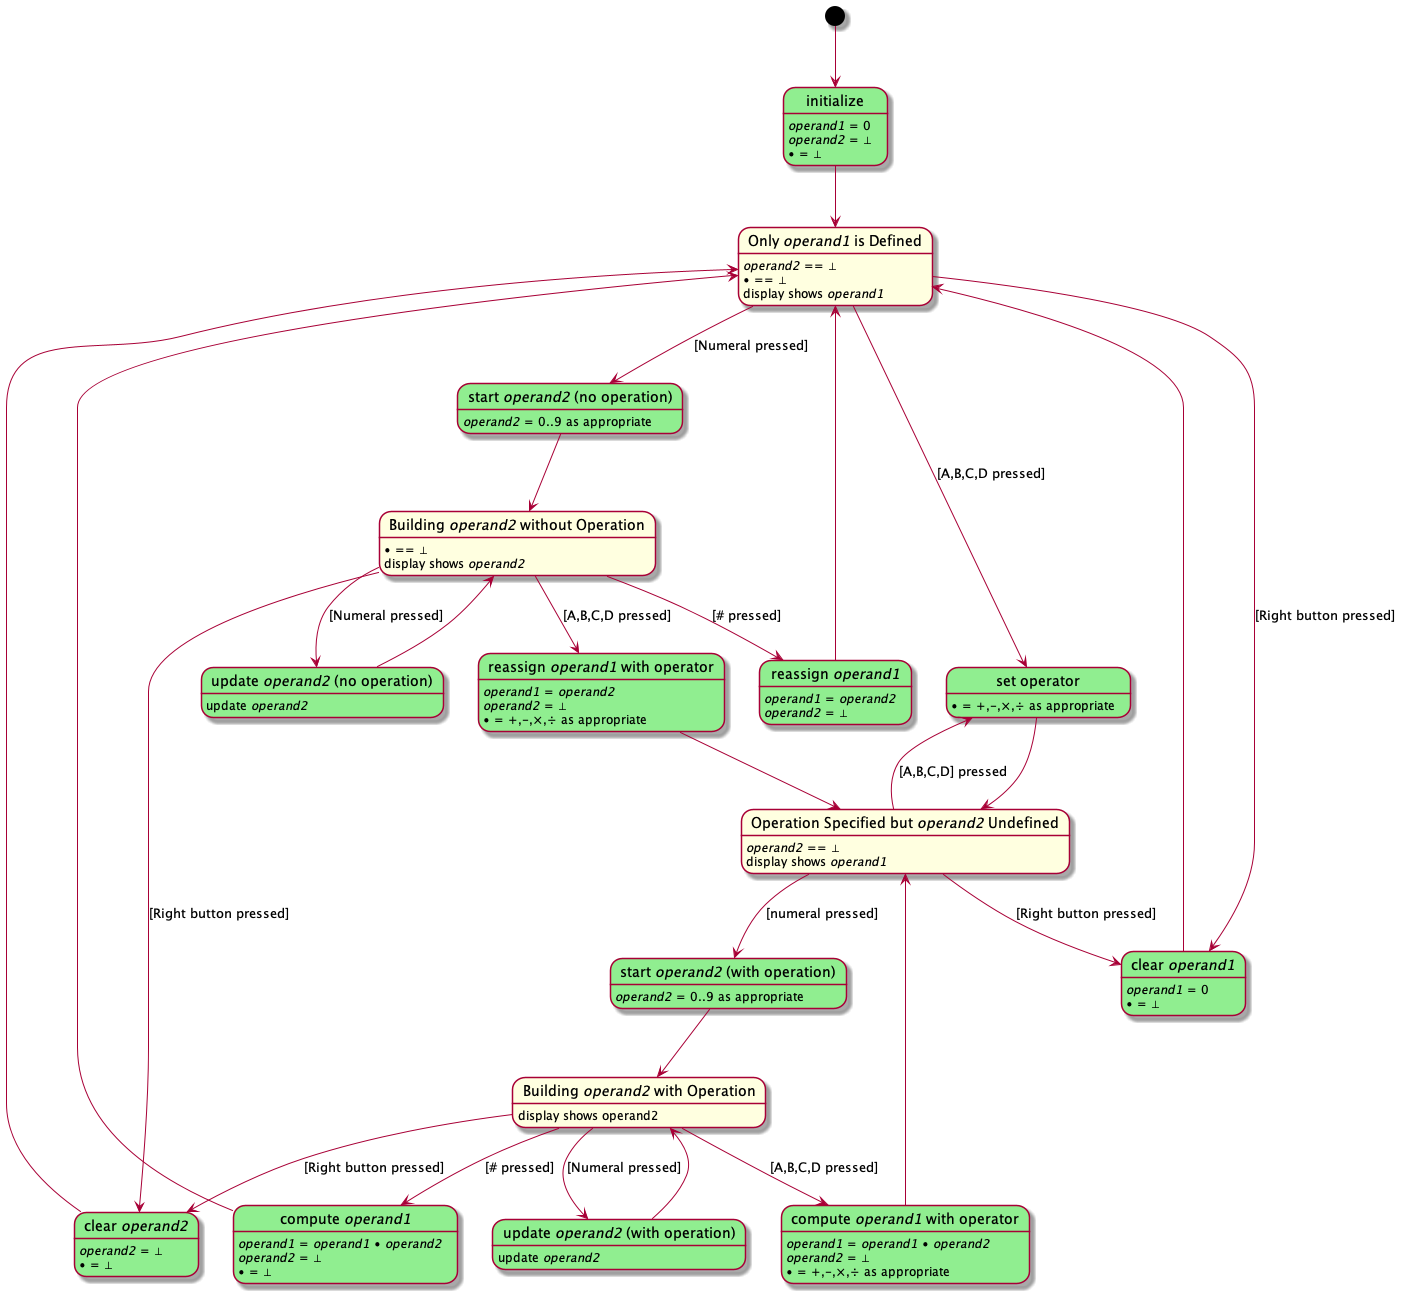 initialize
operand1 = 0
operand2 = ⊥
• = ⊥
Only operand1 is Defined
operand2 == ⊥
• == ⊥
display shows operand1
[Numeral pressed]
start operand2 (no operation)
operand2 = 0..9 as appropriate
[A,B,C,D pressed]
Building operand2 without Operation
• == ⊥
display shows operand2
[Numeral pressed]
[A,B,C,D pressed]
[# pressed]
[Right button pressed]
update operand2 (no operation)
update operand2
reassign operand1 with operator
operand1 = operand2
operand2 = ⊥
• = +,-,×,÷ as appropriate
reassign operand1
operand1 = operand2
operand2 = ⊥
set operator
• = +,-,×,÷ as appropriate
[A,B,C,D] pressed
Operation Specified but operand2 Undefined
operand2 == ⊥
display shows operand1
[Right button pressed]
[numeral pressed]
[Right button pressed]
start operand2 (with operation)
operand2 = 0..9 as appropriate
clear operand1
operand1 = 0
• = ⊥
Building operand2 with Operation
display shows operand2
[Right button pressed]
[# pressed]
[Numeral pressed]
[A,B,C,D pressed]
clear operand2
operand2 = ⊥
• = ⊥
compute operand1
operand1 = operand1 • operand2
operand2 = ⊥
• = ⊥
update operand2 (with operation)
update operand2
compute operand1 with operator
operand1 = operand1 • operand2
operand2 = ⊥
• = +,-,×,÷ as appropriate